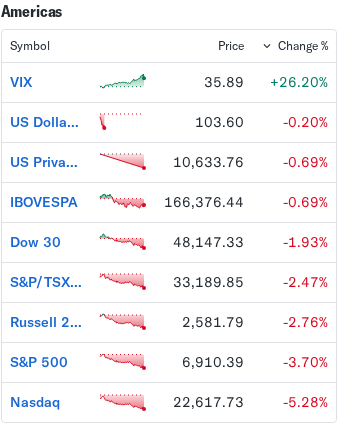 Americas
Symbol Price Change %
VIX 35.89 +26.20%
US Dolla... 103.60 -0.20%
US Priva... 10,633.76 -0.69%
IBOVESPA 166,376.44 -0.69%
Dow 30 48,147.33 -1.93%
S&P/TSX... 33,189.85 -2.47%
Russell 2... 2,581.79 -2.76%
S&P 500 6,910.39 -3.70%
Nasdaq 22,617.73 -5.28%